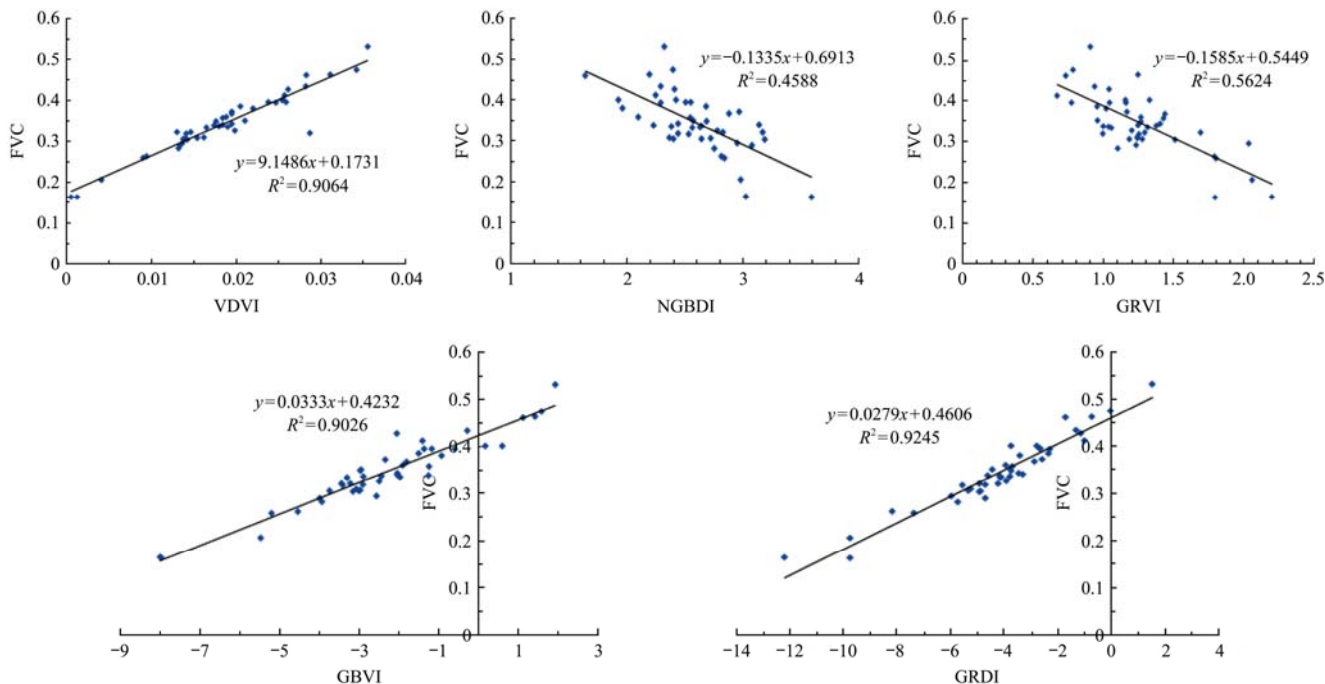 0.6
0.5
0.4
0.3
0.2
0.1
0
FVC
y=9.1486x+0.1731
R²=0.9064
0 0.01 0.02 0.03 0.04
VDVI
0.6
0.5
0.4
0.3
0.2
0.1
0
FVC
y=−0.1335x+0.6913
R²=0.4588
1 2 3 4
NGBDI
0.6
0.5
0.4
0.3
0.2
0.1
0
FVC
y=−0.1585x+0.5449
R²=0.5624
0 0.5 1.0 1.5 2.0 2.5
GRVI
0.6
0.5
0.4
0.3
0.2
0.1
0
FVC
y=0.0333x+0.4232
R²=0.9026
−9 −7 −5 −3 −1 1 3
GBVI
0.6
0.5
0.4
0.3
0.2
0.1
0
FVC
y=0.0279x+0.4606
R²=0.9245
−14 −12 −10 −8 −6 −4 −2 0 2 4
GRDI